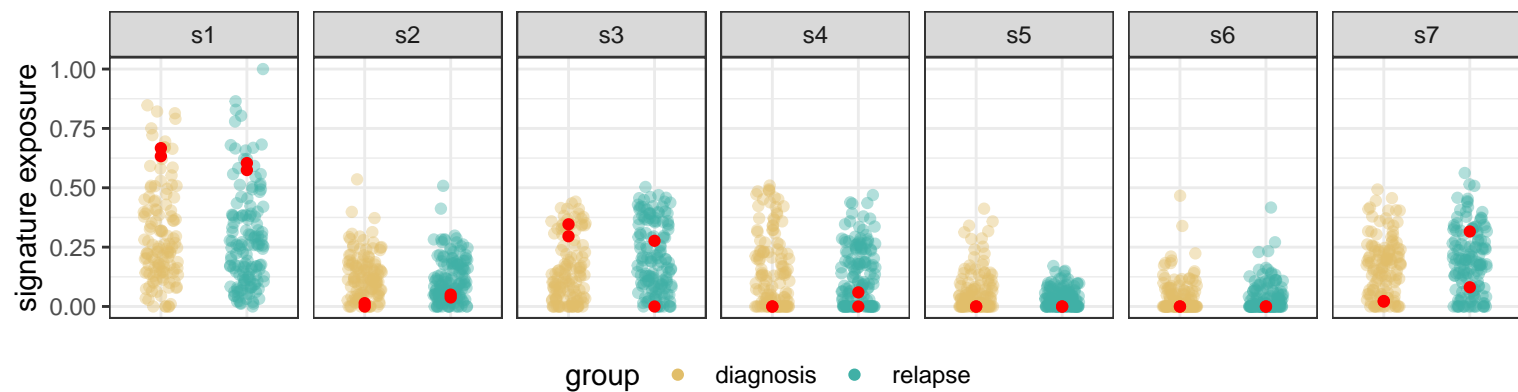 s1 s2 s3 s4 s5 s6 s7
signature exposure
1.00
0.75
0.50
0.25
0.00
group diagnosis relapse